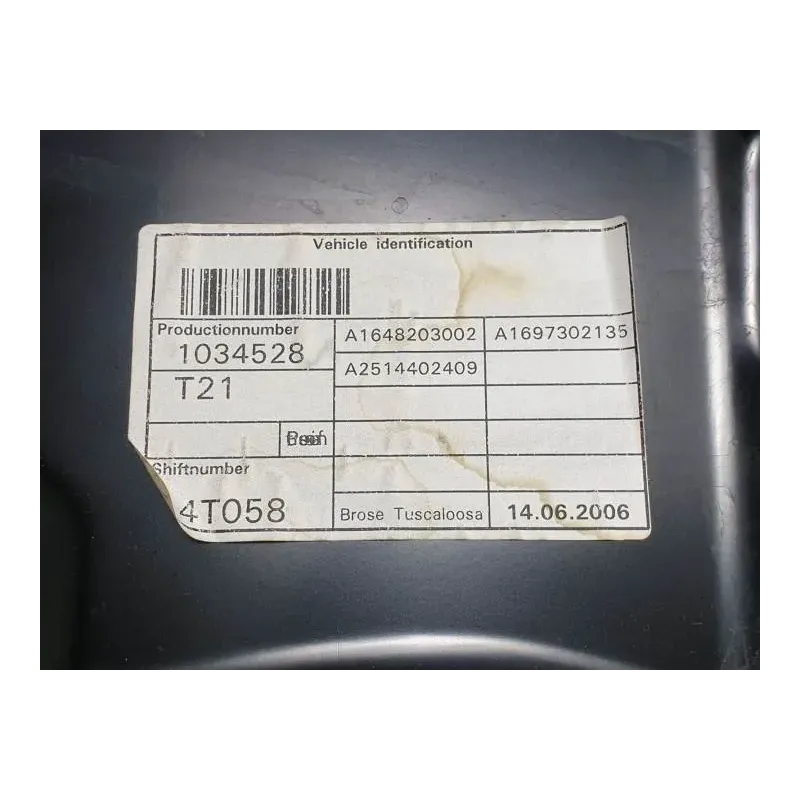 Vehicle identification
Productionnumber
1034528
A1648203002 A1697302135
T21
A2514402409
Shiftnumber
4T058
Brose Tuscaloosa 14.06.2006